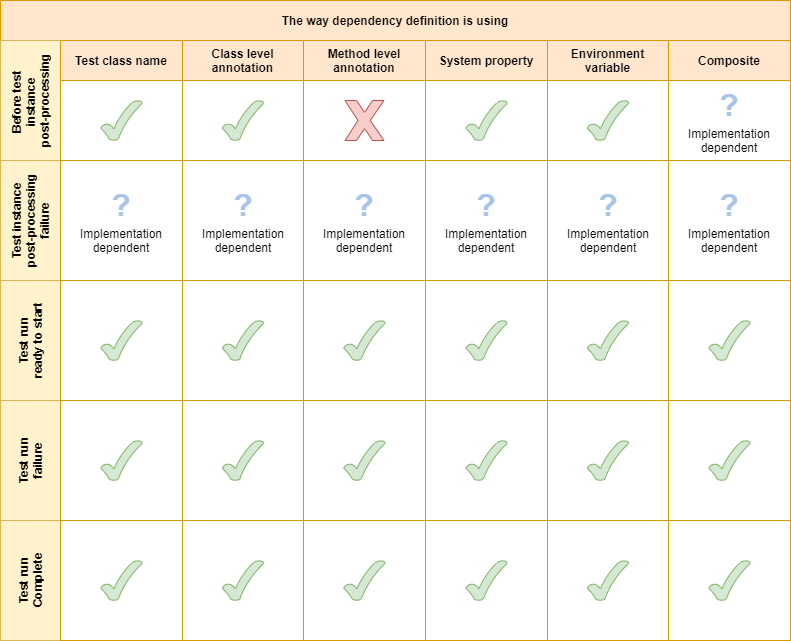 The way dependency definition is using
Test class name
Class level
annotation
Method level
annotation
System property
Environment
variable
Composite
Before test
instance
post-processing
?
Implementation
dependent
Test instance
post-processing
failure
?
Implementation
dependent
?
Implementation
dependent
?
Implementation
dependent
?
Implementation
dependent
?
Implementation
dependent
?
Implementation
dependent
Test run
ready to start
Test run
failure
Test run
Complete